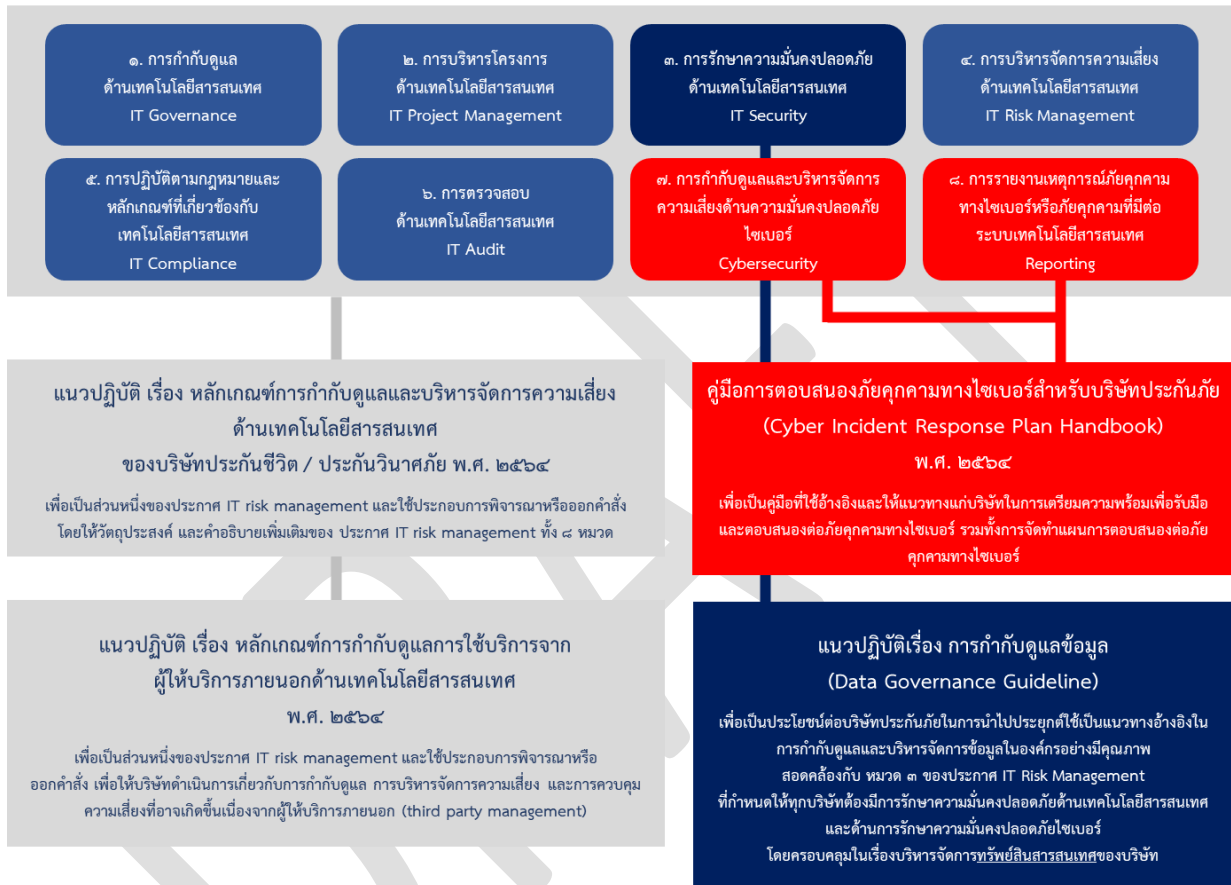 ๑. การกำกับดูแล
ด้านเทคโนโลยีสารสนเทศ
IT Governance
๒. การบริหารโครงการ
ด้านเทคโนโลยีสารสนเทศ
IT Project Management
๓. การรักษาความมั่นคงปลอดภัย
ด้านเทคโนโลยีสารสนเทศ
IT Security
๔. การบริหารจัดการความเสี่ยง
ด้านเทคโนโลยีสารสนเทศ
IT Risk Management
๕. การปฏิบัติตามกฎหมายและ
หลักเกณฑ์ที่เกี่ยวข้องกับ
เทคโนโลยีสารสนเทศ
IT Compliance
๖. การตรวจสอบ
ด้านเทคโนโลยีสารสนเทศ
IT Audit
๗. การกำกับดูแลและบริหารจัดการ
ความเสี่ยงด้านความมั่นคงปลอดภัย
ไซเบอร์
Cybersecurity
๘. การรายงานเหตุการณ์ภัยคุกคาม
ทางไซเบอร์หรือภัยคุกคามที่มีต่อ
ระบบเทคโนโลยีสารสนเทศ
Reporting
แนวปฏิบัติ เรื่อง หลักเกณฑ์การกำกับดูแลและบริหารจัดการความเสี่ยง
ด้านเทคโนโลยีสารสนเทศ
ของบริษัทประกันชีวิต / ประกันวินาศภัย พ.ศ. ๒๕๖๔
เพื่อเป็นส่วนหนึ่งของประกาศ IT risk management และใช้ประกอบการพิจารณาหรือออกคำสั่ง
โดยให้วัตถุประสงค์ และคำอธิบายเพิ่มเติมของ ประกาศ IT risk management ทั้ง ๘ หมวด
คู่มือการตอบสนองภัยคุกคามทางไซเบอร์สำหรับบริษัทประกันภัย
(Cyber Incident Response Plan Handbook)
พ.ศ. ๒๕๖๔
เพื่อเป็นคู่มือที่ใช้อ้างอิงและให้แนวทางแก่บริษัทในการเตรียมความพร้อมเพื่อรับมือ
และตอบสนองต่อภัยคุกคามทางไซเบอร์ รวมทั้งการจัดทำแผนการตอบสนองต่อภัย
คุกคามทางไซเบอร์
แนวปฏิบัติ เรื่อง หลักเกณฑ์การกำกับดูแลการใช้บริการจาก
ผู้ให้บริการภายนอกด้านเทคโนโลยีสารสนเทศ
พ.ศ. ๒๕๖๔
เพื่อเป็นส่วนหนึ่งของประกาศ IT risk management และใช้ประกอบการพิจารณาหรือ
ออกคำสั่ง เพื่อให้บริษัทดำเนินการเกี่ยวกับการกำกับดูแล การบริหารจัดการความเสี่ยง และการควบคุม
ความเสี่ยงที่อาจเกิดขึ้นเนื่องจากผู้ให้บริการภายนอก (third party management)
แนวปฏิบัติเรื่อง การกำกับดูแลข้อมูล
(Data Governance Guideline)
เพื่อเป็นประโยชน์ต่อบริษัทประกันภัยในการนำไปประยุกต์ใช้เป็นแนวทางอ้างอิงใน
การกำกับดูแลและบริหารจัดการข้อมูลในองค์กรอย่างมีคุณภาพ
สอดคล้องกับ หมวด ๓ ของประกาศ IT Risk Management
ที่กำหนดให้ทุกบริษัทต้องมีการรักษาความมั่นคงปลอดภัยด้านเทคโนโลยีสารสนเทศ
และด้านการรักษาความมั่นคงปลอดภัยไซเบอร์
โดยครอบคลุมในเรื่องบริหารจัดการทรัพย์สินสารสนเทศของบริษัท